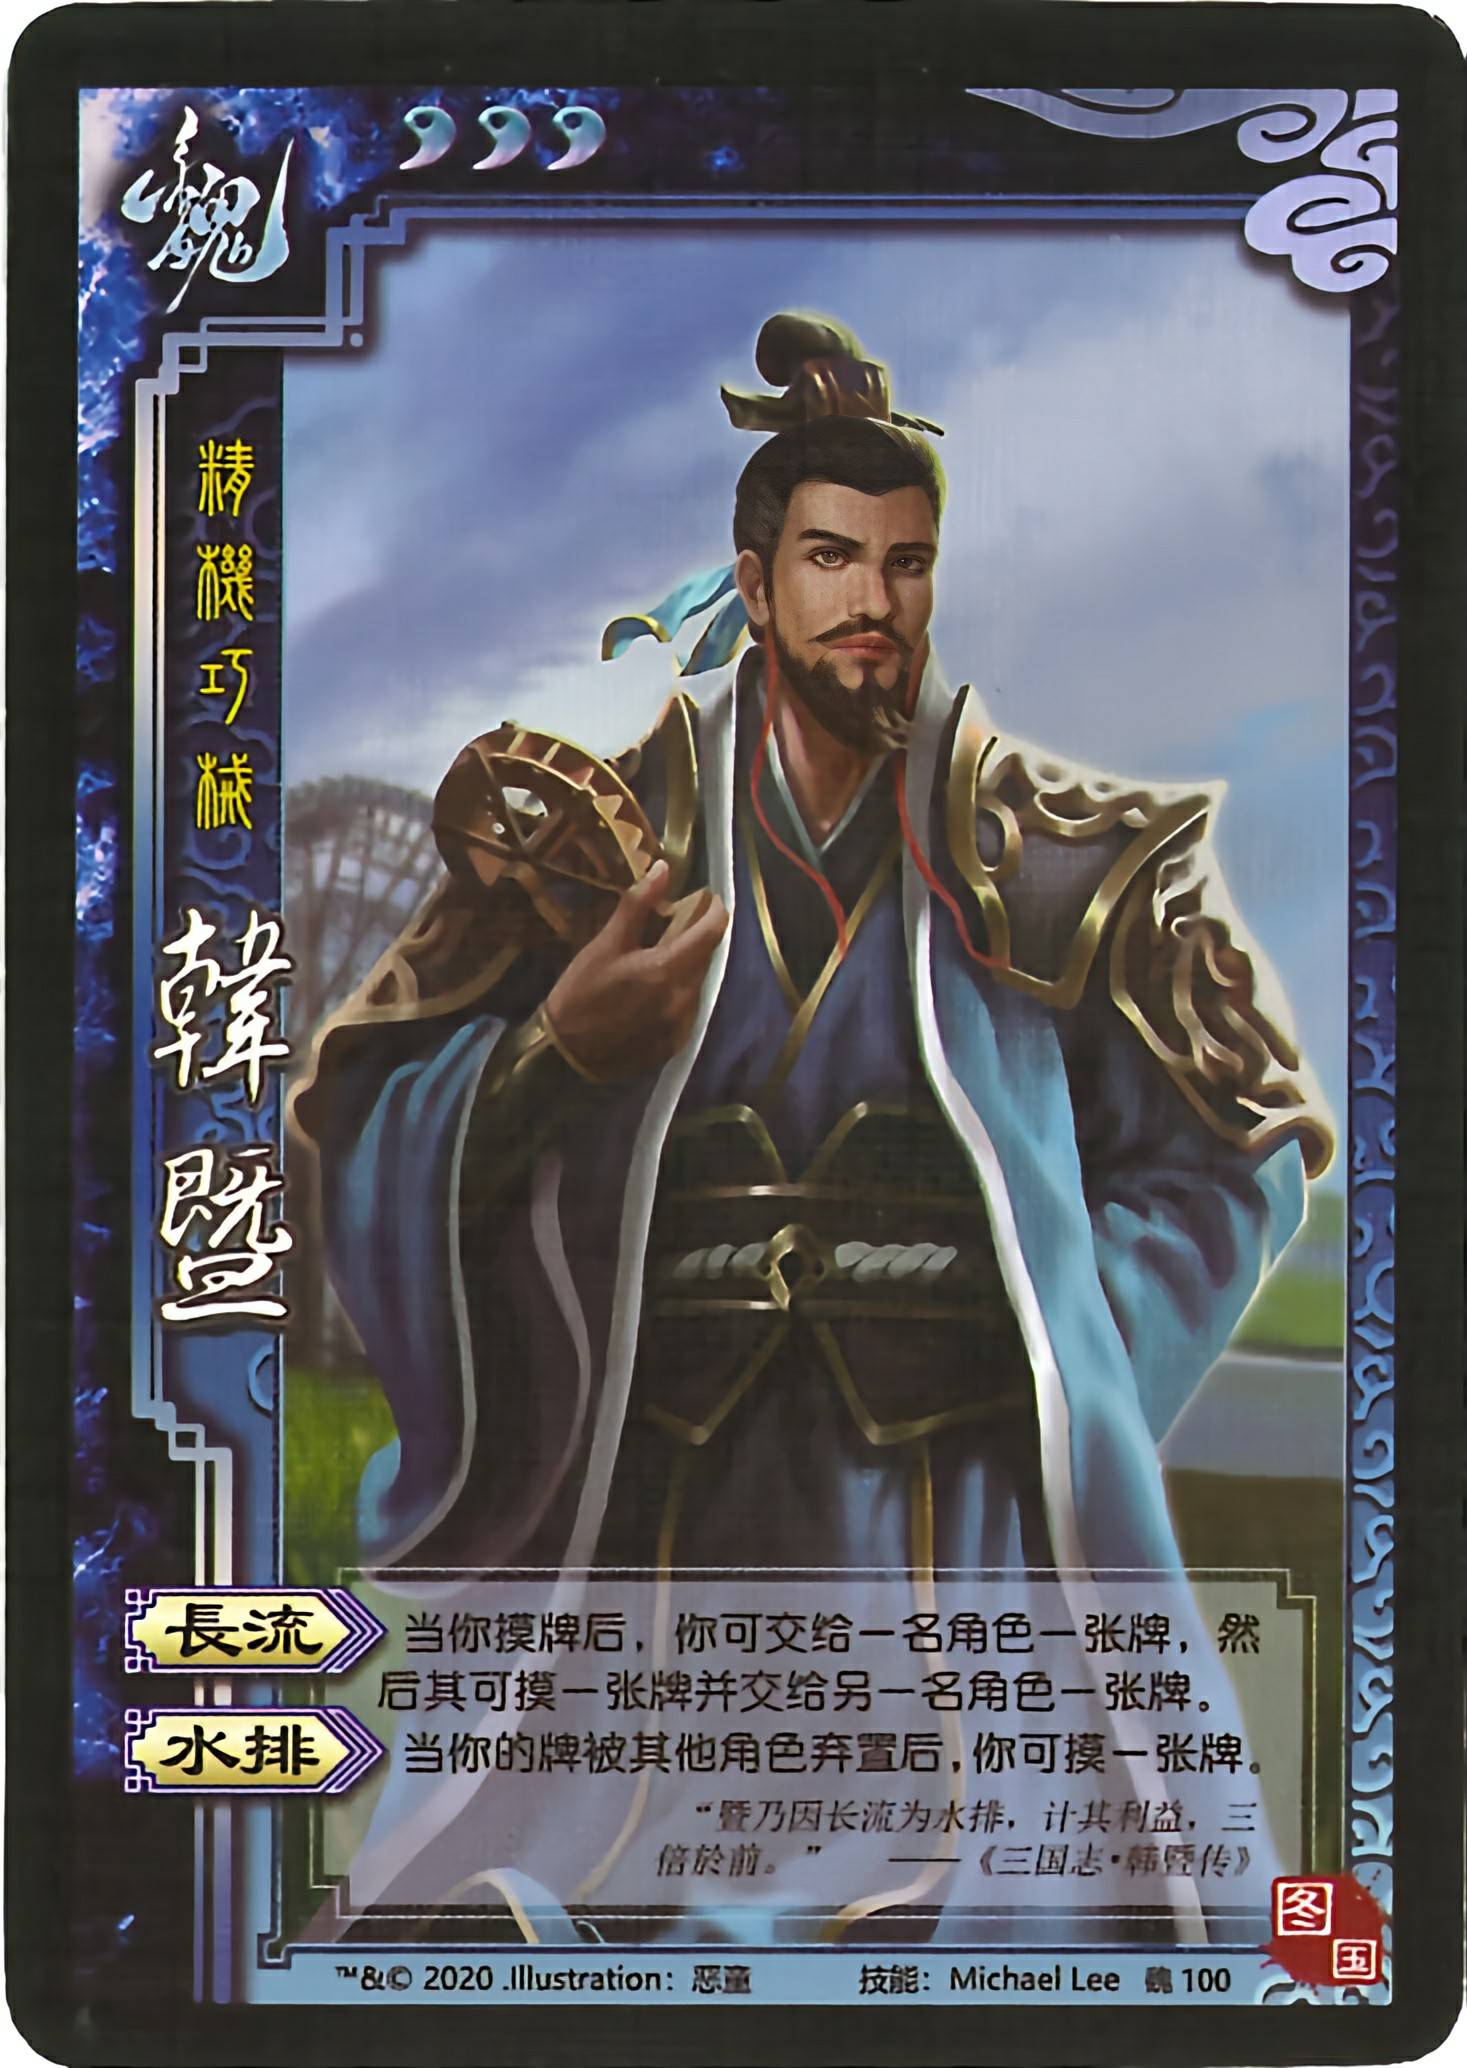 魏
精機巧械
韓暨
長流
当你摸牌后，你可交给一名角色一张牌，然
后其可摸一张牌并交给另一名角色一张牌。
水排
当你的牌被其他角色弃置后，你可摸一张牌。
“暨乃因长流为水排，计其利益，三
倍於前。” ——《三国志·韩暨传》
™&© 2020 .Illustration：恶童 技能：Michael Lee 魏 100
图
国